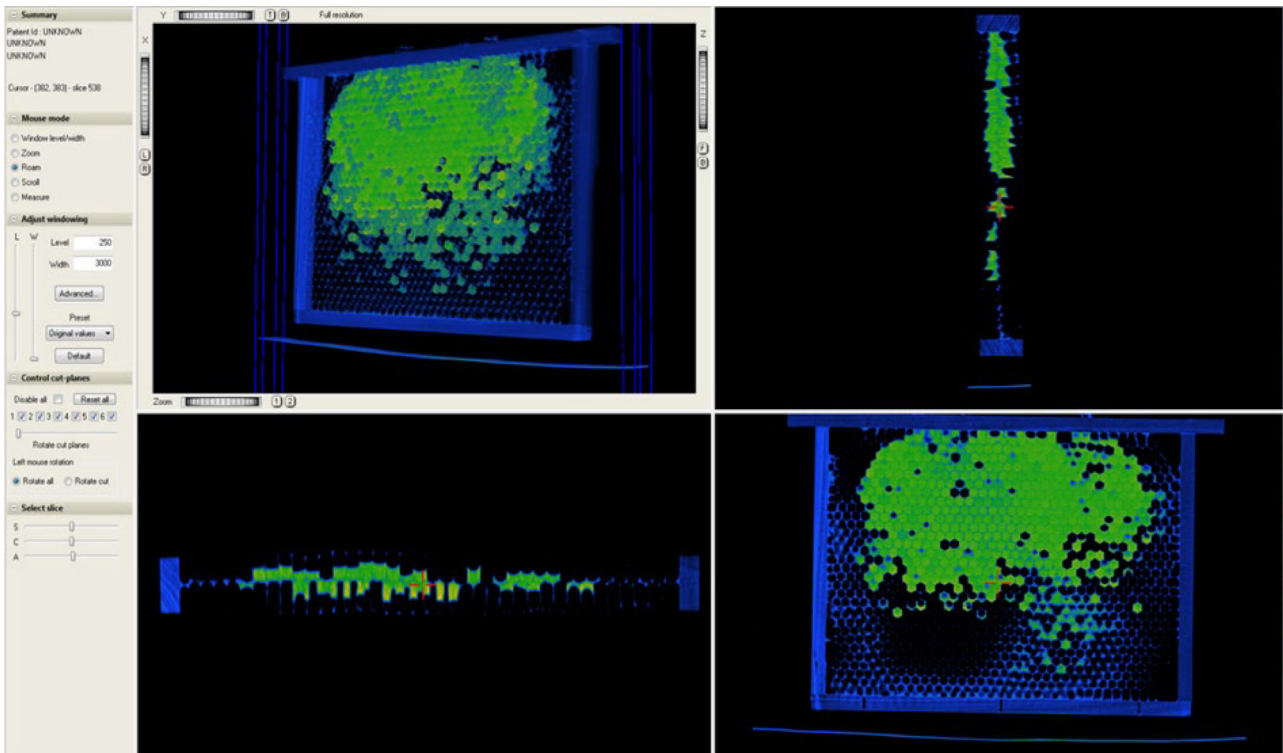 Summary
Patient Id : UNKNOWN
UNKNOWN
UNKNOWN
Cursor - (382, 383) - slice 538
Mouse mode
Window level/width
Zoom
Roam
Scroll
Measure
Adjust windowing
L W
Level 250
Width 3000
Advanced...
Preset
Original values
Default
Control cut-planes
Disable all Reset all
1 2 3 4 5 6
Rotate cut planes
Left mouse rotation
Rotate all Rotate cut
Select slice
S
C
A
Y T B Full resolution
X
L
R
Z
F
Zoom 1 2